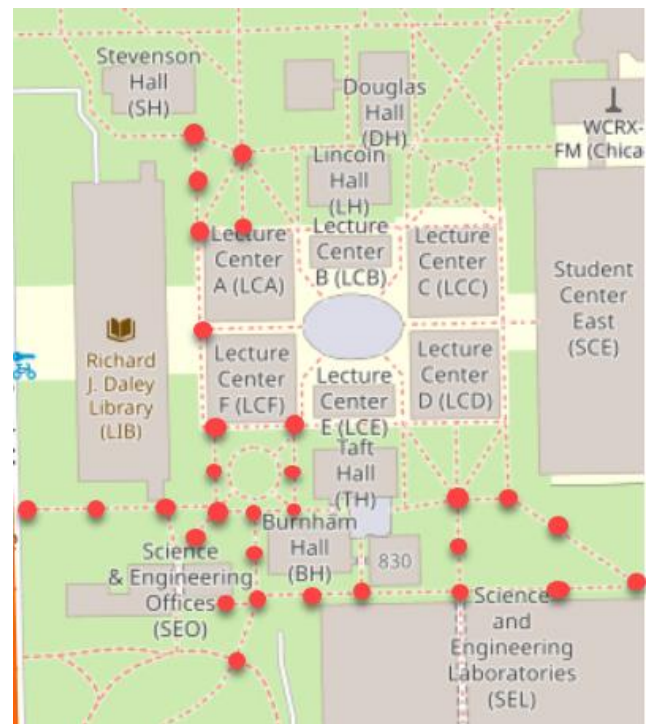 Stevenson
Hall
(SH)
Douglas
Hall
(DH)
WCRX-
FM (Chica
Lincoln
Hall
(LH)
Lecture
Center
A (LCA)
Lecture
Center
B (LCB)
Lecture
Center
C (LCC)
Student
Center
East
(SCE)
Richard
J. Daley
Library
(LIB)
Lecture
Center
F (LCF)
Lecture
Center
E (LCE)
Lecture
Center
D (LCD)
Taft
Hall
(TH)
Burnham
Hall
(BH)
830
Science
& Engineering
Offices
(SEO)
Science
and
Engineering
Laboratories
(SEL)